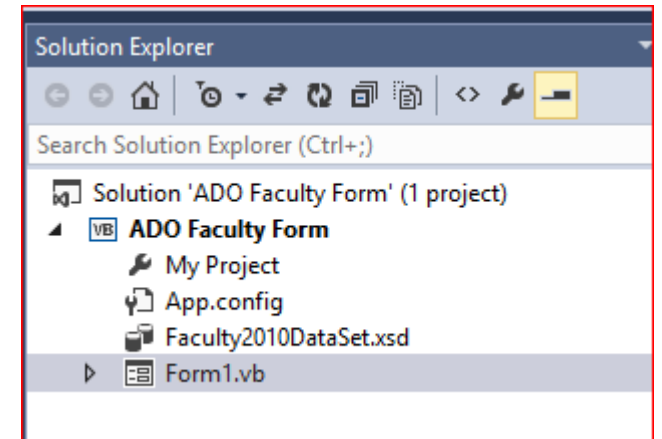 Solution Explorer
Search Solution Explorer (Ctrl+;)
Solution 'ADO Faculty Form' (1 project)
VB ADO Faculty Form
My Project
App.config
Faculty2010DataSet.xsd
Form1.vb